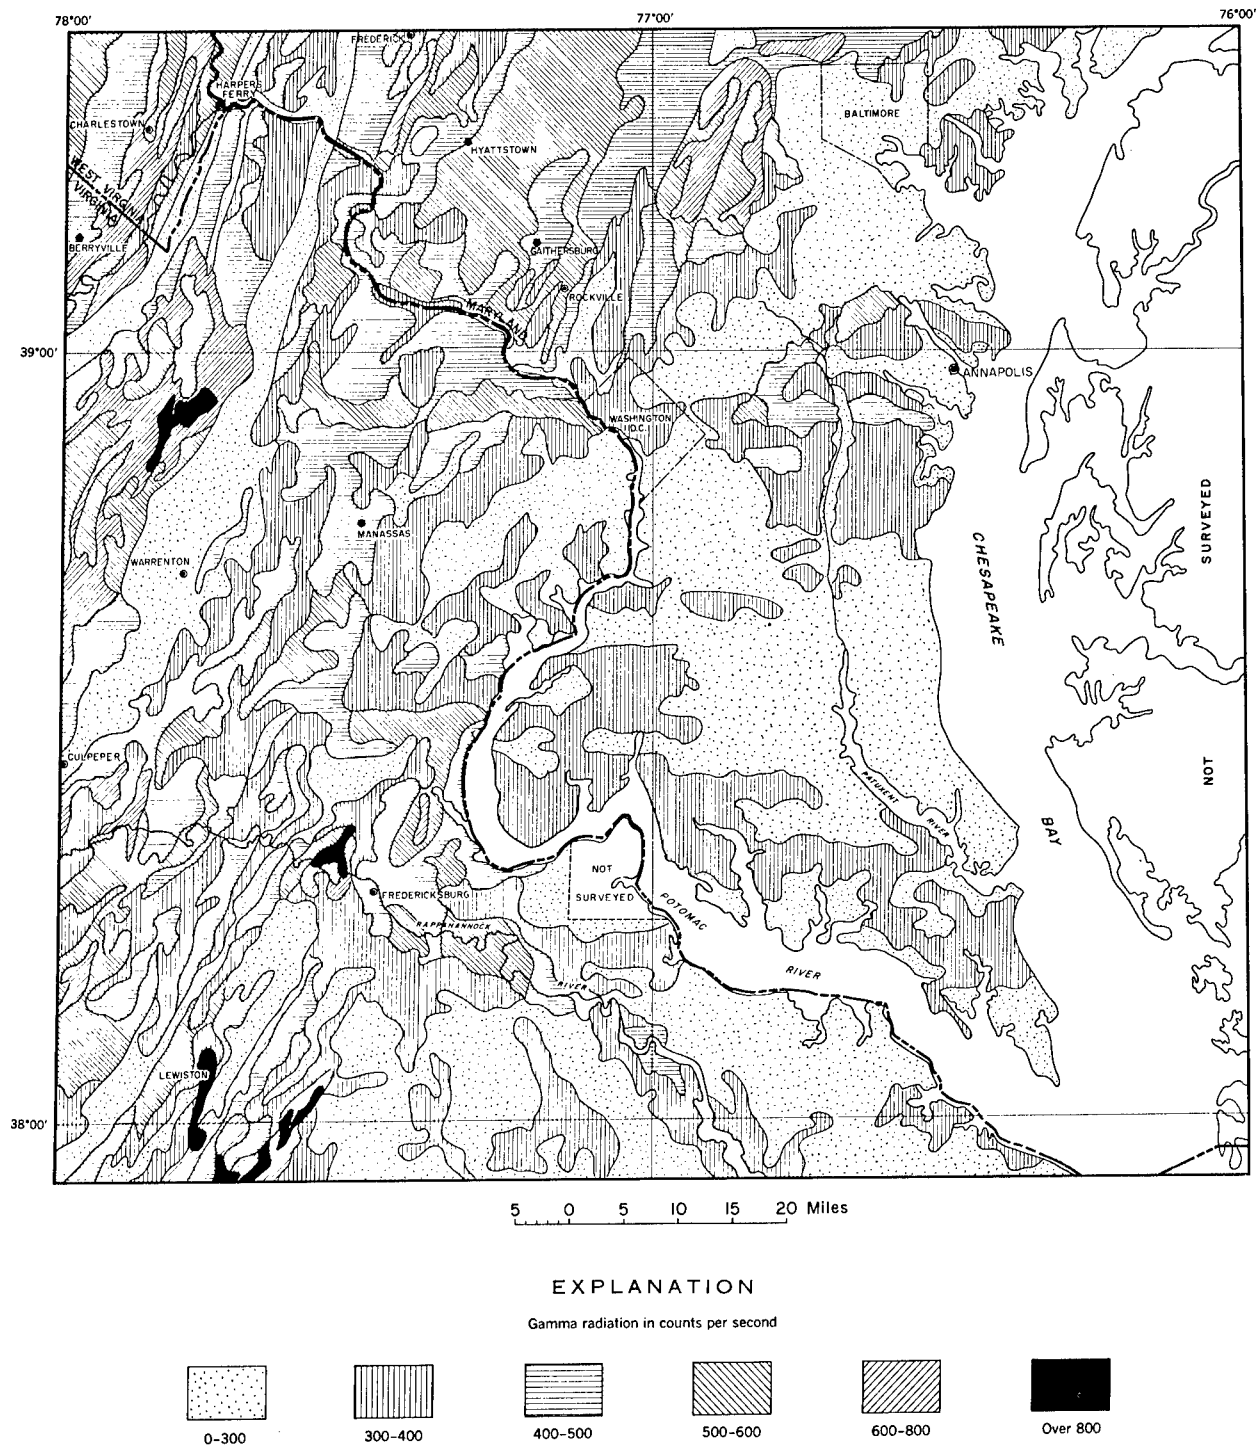 78°00'
77°00'
76°00'
FREDERICK
HARPERS
FERRY
BALTIMORE
CHARLESTOWN
HYATTSTOWN
WEST VIRGINIA
VIRGINIA
BERRYVILLE
GAITHERSBURG
ROCKVILLE
MARYLAND
39°00'
ANNAPOLIS
WASHINGTON
D.C.
MANASSAS
WARRENTON
CHESAPEAKE
BAY
NOT
SURVEYED
CULPEPER
PATUXENT
RIVER
NOT
SURVEYED
FREDERICKSBURG
RAPPAHANNOCK
RIVER
POTOMAC
RIVER
LEWISTON
38°00'
5 0 5 10 15 20 Miles
EXPLANATION
Gamma radiation in counts per second
0-300
300-400
400-500
500-600
600-800
Over 800